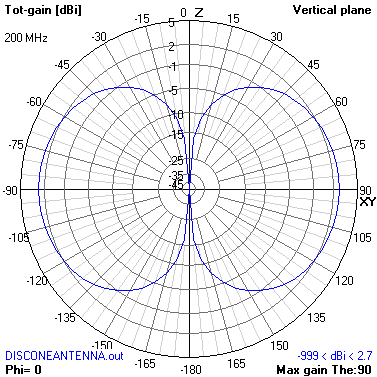 Tot-gain [dBi] Vertical plane
0 Z
-15 5 15
200 MHz -30 2 30
-45 -1 45
-60 -5 60
-10
-75 -15 75
-25
-35
-90 -45 90
XY
-105 105
-120 120
-135 135
-150 150
-165 165
-180
DISCONEANTENNA.out -999 < dBi < 2.7
Phi= 0 Max gain The:90